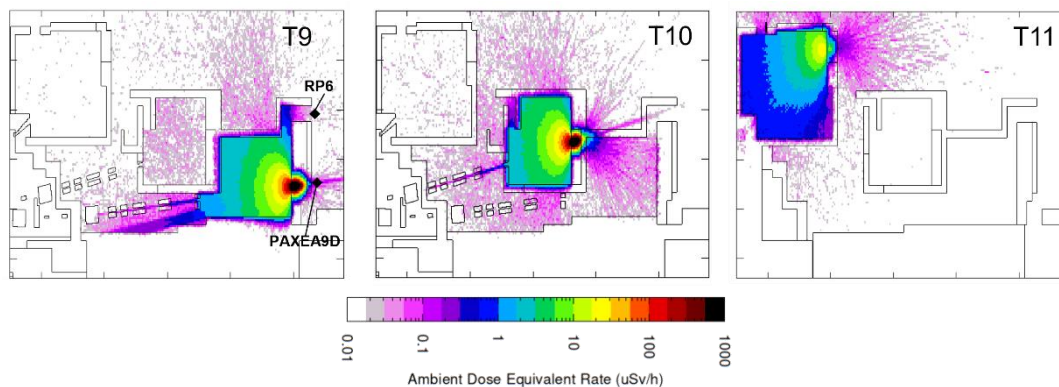 T9
T10
T11
RP6
PAXEA9D
0.01
0.1
1
10
100
1000
Ambient Dose Equivalent Rate (uSv/h)